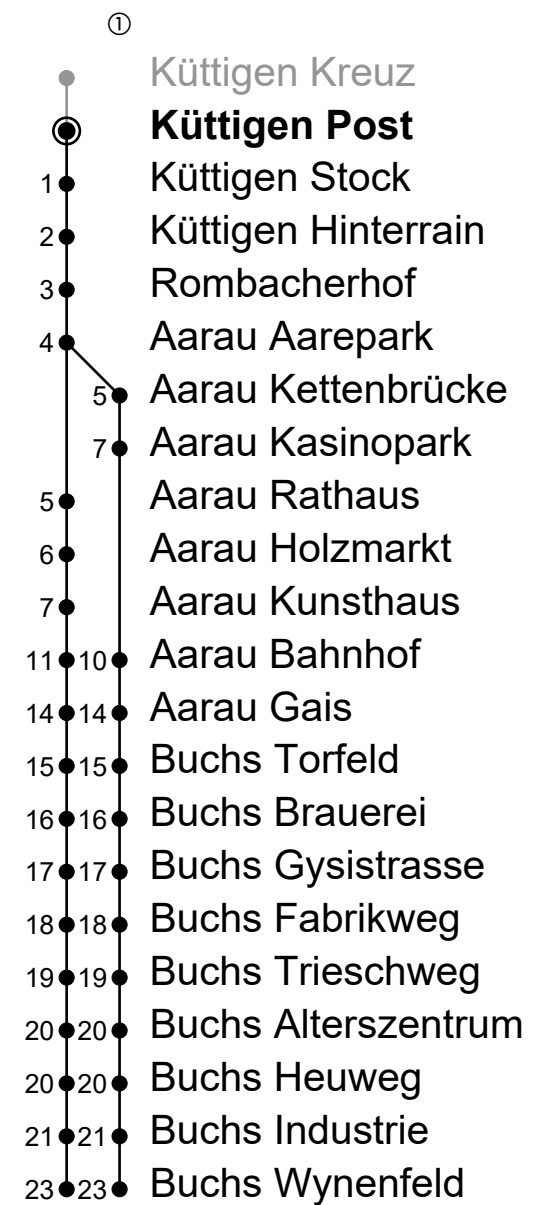 ①
Küttigen Kreuz
Küttigen Post
1 Küttigen Stock
2 Küttigen Hinterrain
3 Rombacherhof
4 Aarau Aarepark
5 Aarau Kettenbrücke
7 Aarau Kasinopark
5 Aarau Rathaus
6 Aarau Holzmarkt
7 Aarau Kunsthaus
11 10 Aarau Bahnhof
14 14 Aarau Gais
15 15 Buchs Torfeld
16 16 Buchs Brauerei
17 17 Buchs Gysistrasse
18 18 Buchs Fabrikweg
19 19 Buchs Trieschweg
20 20 Buchs Alterszentrum
20 20 Buchs Heuweg
21 21 Buchs Industrie
23 23 Buchs Wynenfeld